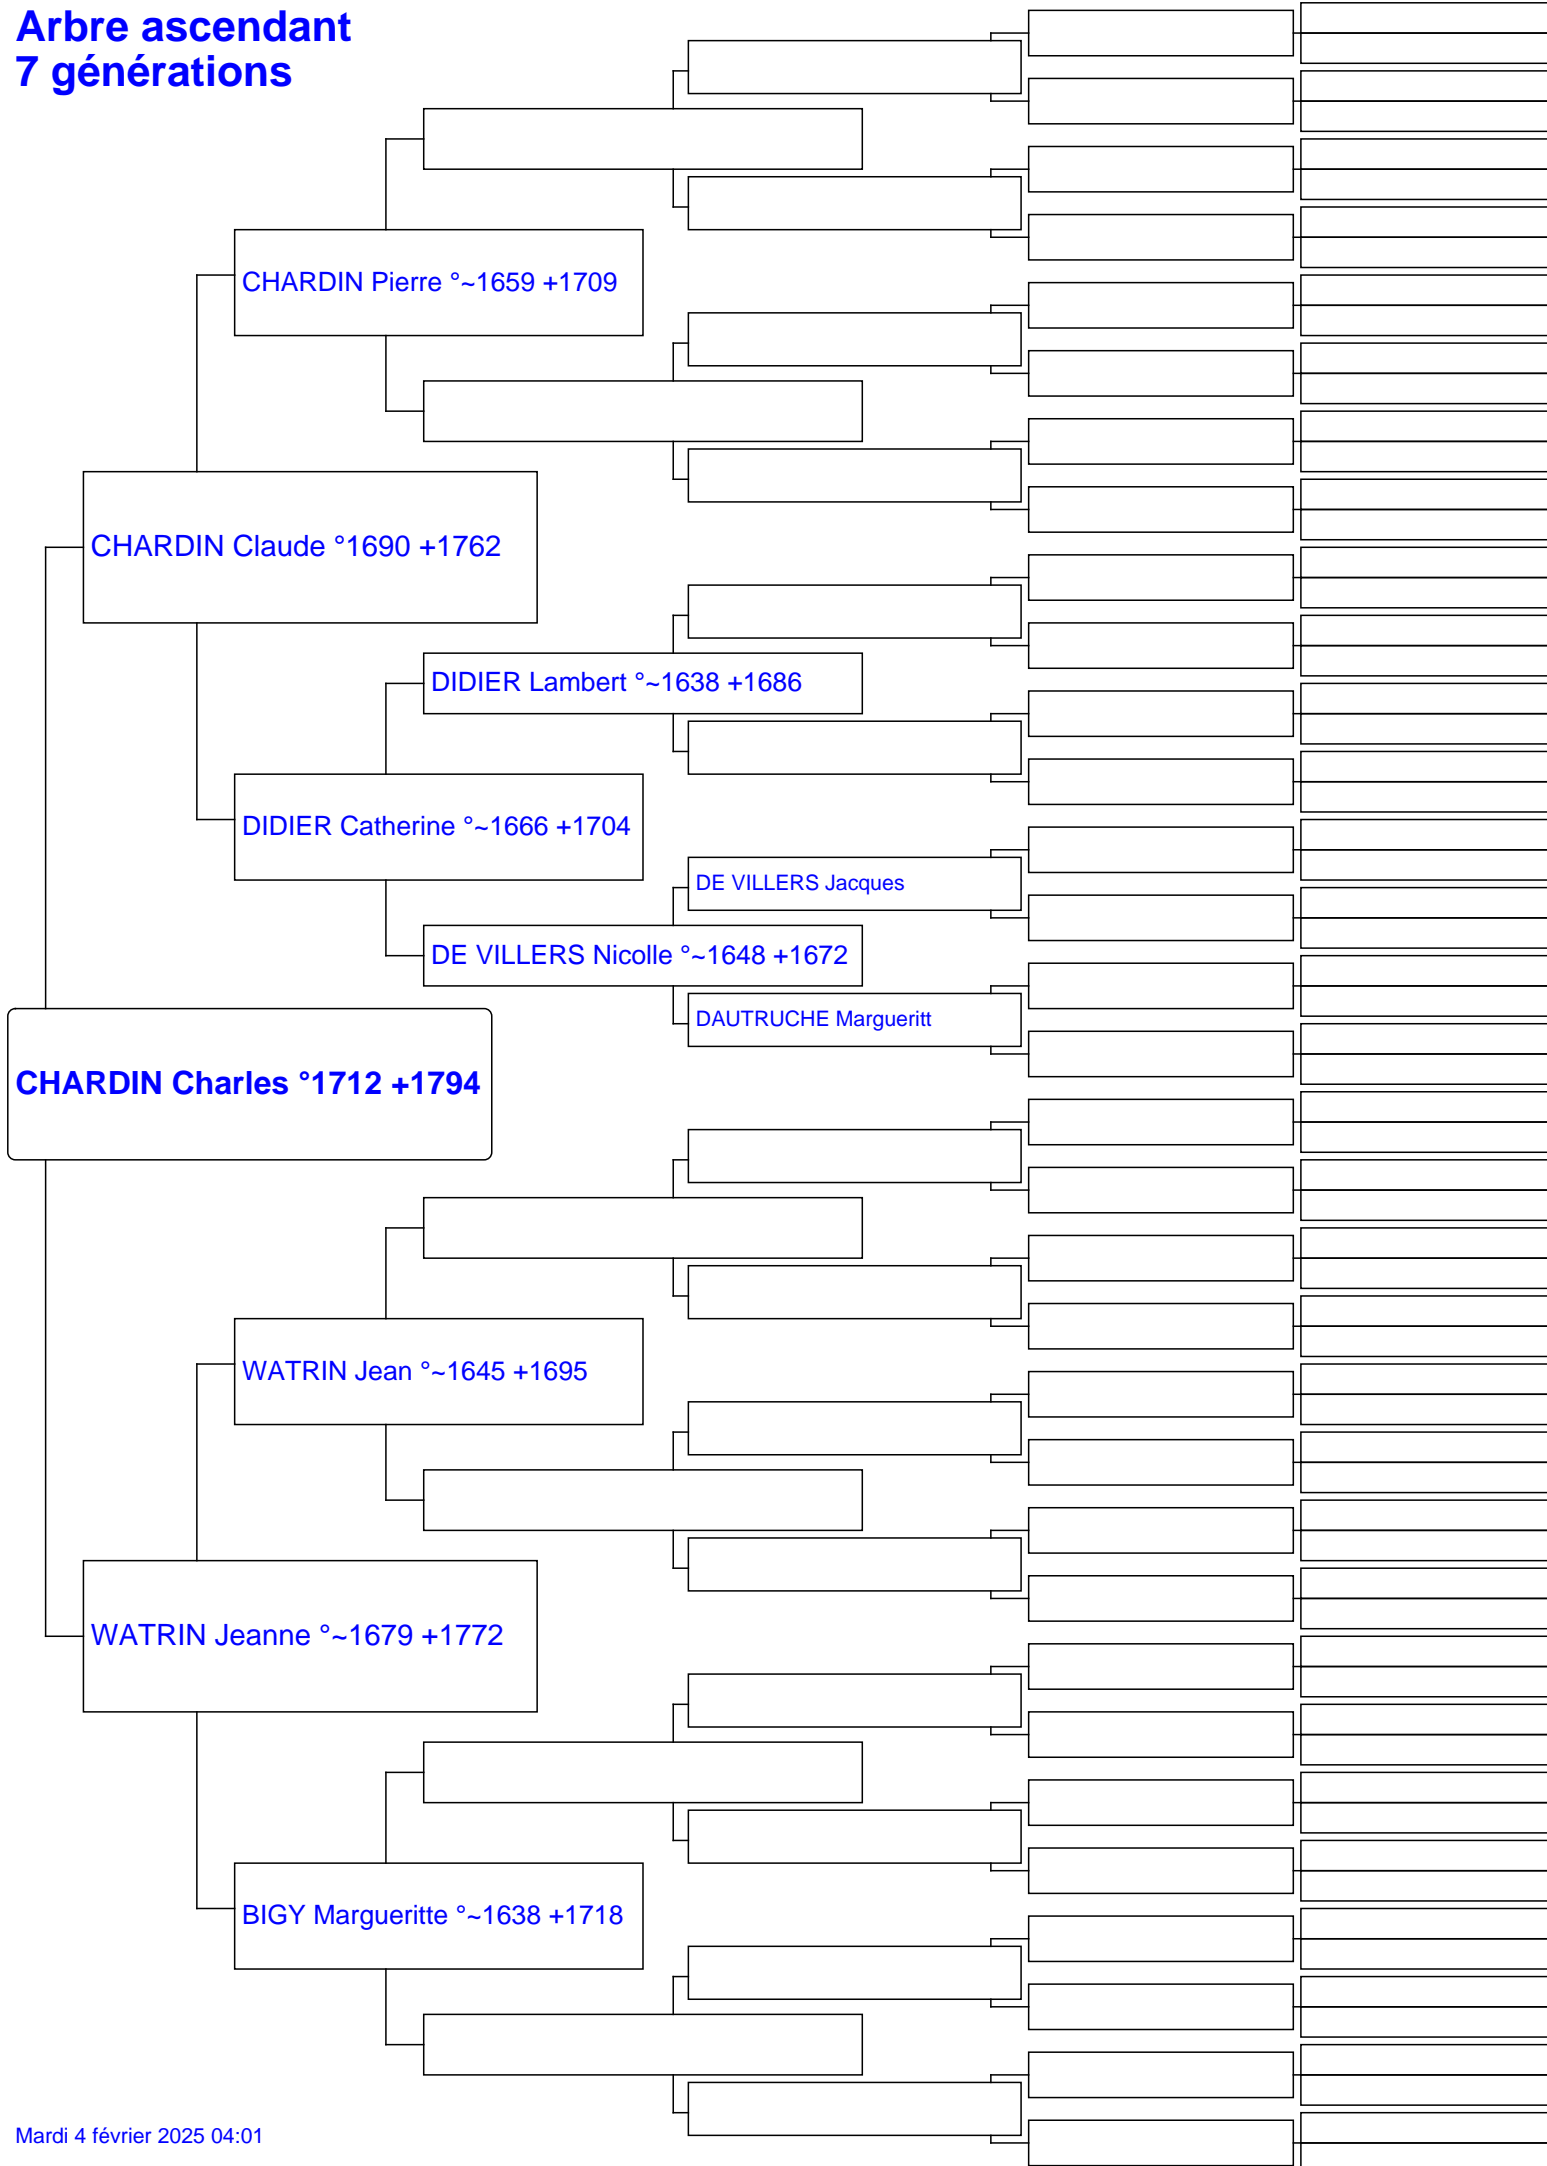 Arbre ascendant
7 générations
CHARDIN Pierre °~1659 +1709
CHARDIN Claude °1690 +1762
DIDIER Lambert °~1638 +1686
DIDIER Catherine °~1666 +1704
DE VILLERS Jacques
DE VILLERS Nicolle °~1648 +1672
DAUTRUCHE Margueritt
CHARDIN Charles °1712 +1794
WATRIN Jean °~1645 +1695
WATRIN Jeanne °~1679 +1772
BIGY Margueritte °~1638 +1718
Mardi 4 février 2025 04:01